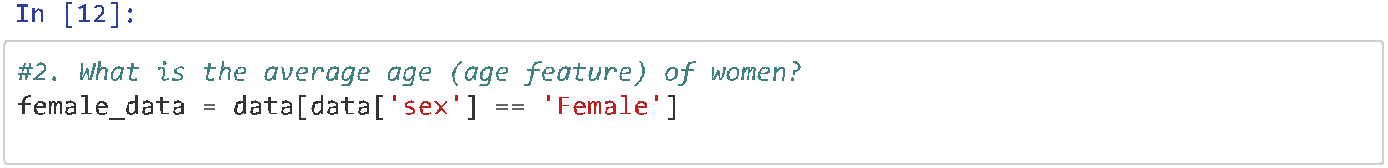 In [12]:
#2. What is the average age (age feature) of women?
female_data = data[data['sex'] == 'Female']